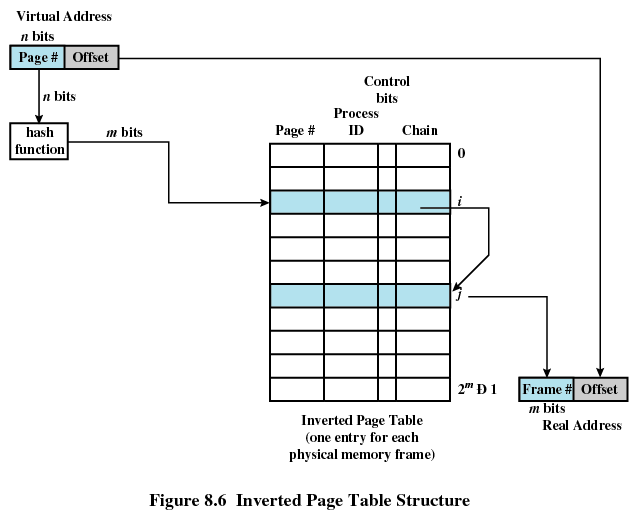 Virtual Address
n bits
Page # Offset
n bits
hash
function
m bits
Control
bits
Process
Page # ID Chain
0
i
j
2^m Đ 1
Frame # Offset
m bits
Real Address
Inverted Page Table
(one entry for each
physical memory frame)
Figure 8.6 Inverted Page Table Structure